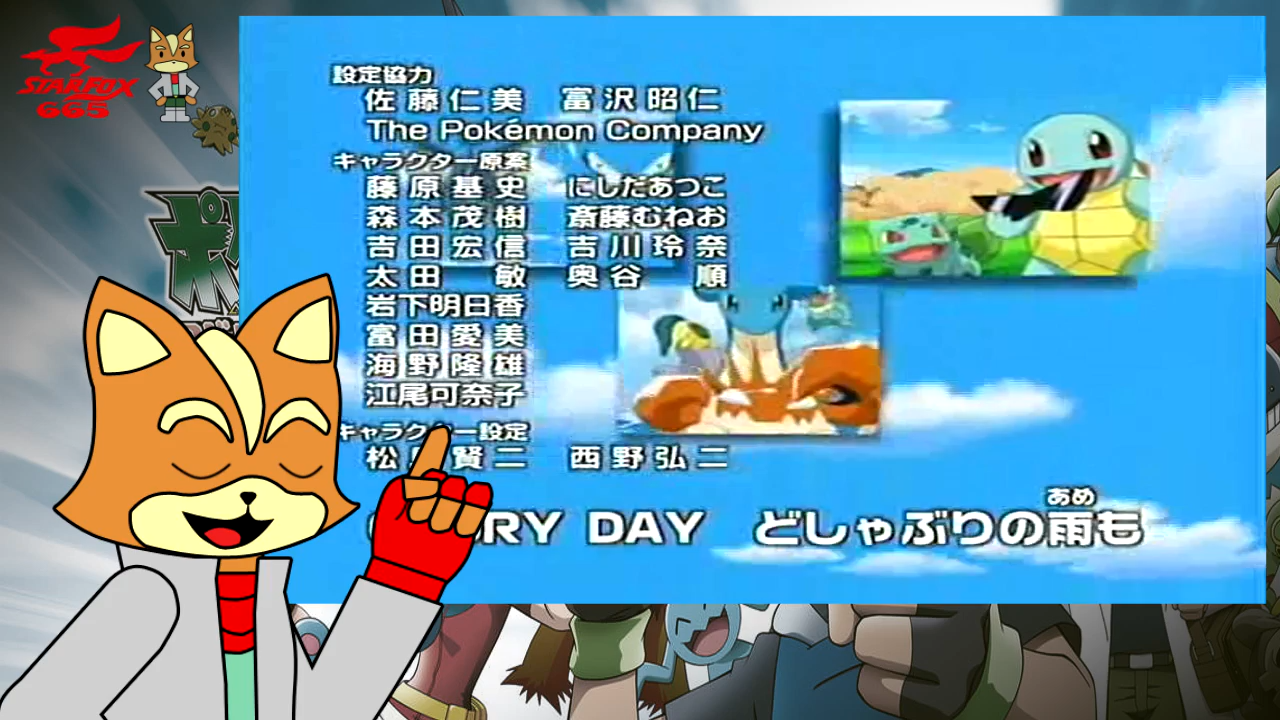 STARFOX
665
ポ
設定協力
佐藤仁美 富沢昭仁
The Pokémon Company
キャラクター原案
藤原基史 にしだあつこ
森本茂樹 斎藤むねお
吉田宏信 吉川玲奈
太田 敏 奥谷 順
岩下明日香
富田愛美
海野隆雄
江尾可奈子
キャラクター設定
松 賢二 西野弘二
RY DAY どしゃぶりの雨も
あめ